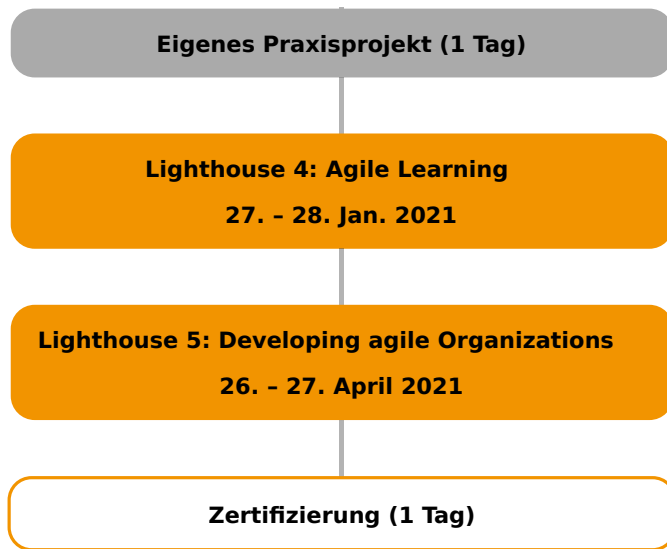 Eigenes Praxisprojekt (1 Tag)
Lighthouse 4: Agile Learning
27. – 28. Jan. 2021
Lighthouse 5: Developing agile Organizations
26. – 27. April 2021
Zertifizierung (1 Tag)